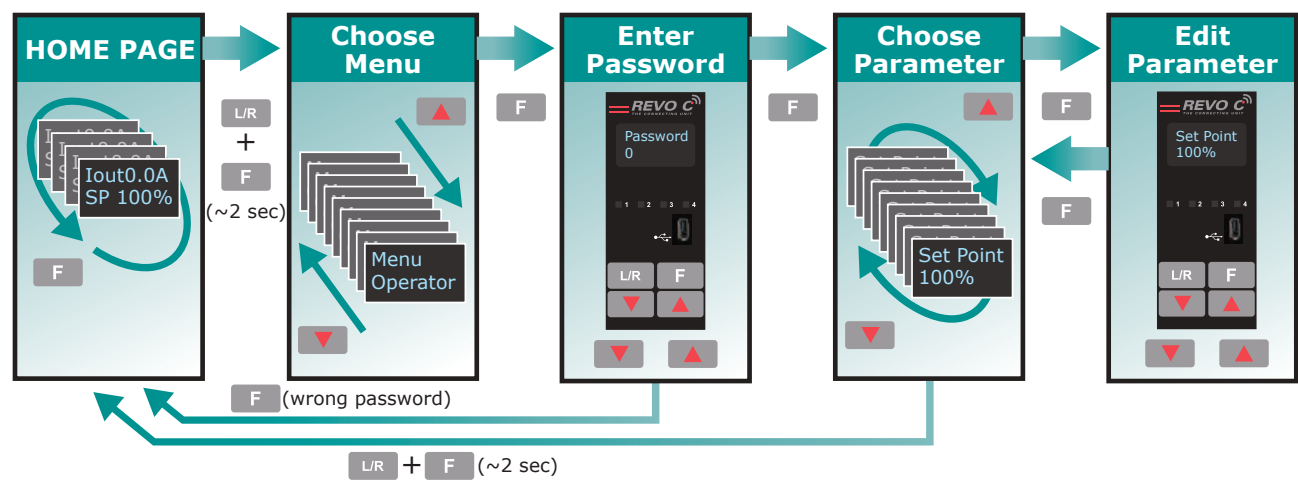 HOME PAGE
Iout0.0A
SP 100%
F
L/R
+
F
(~2 sec)
Choose
Menu
Menu
Operator
F
Enter
Password
REVO C
THE CONNECTING UNIT
Password
0
1 2 3 4
L/R F
F
Choose
Parameter
Set Point
100%
F
F
Edit
Parameter
REVO C
THE CONNECTING UNIT
Set Point
100%
1 2 3 4
L/R F
F (wrong password)
L/R + F (~2 sec)